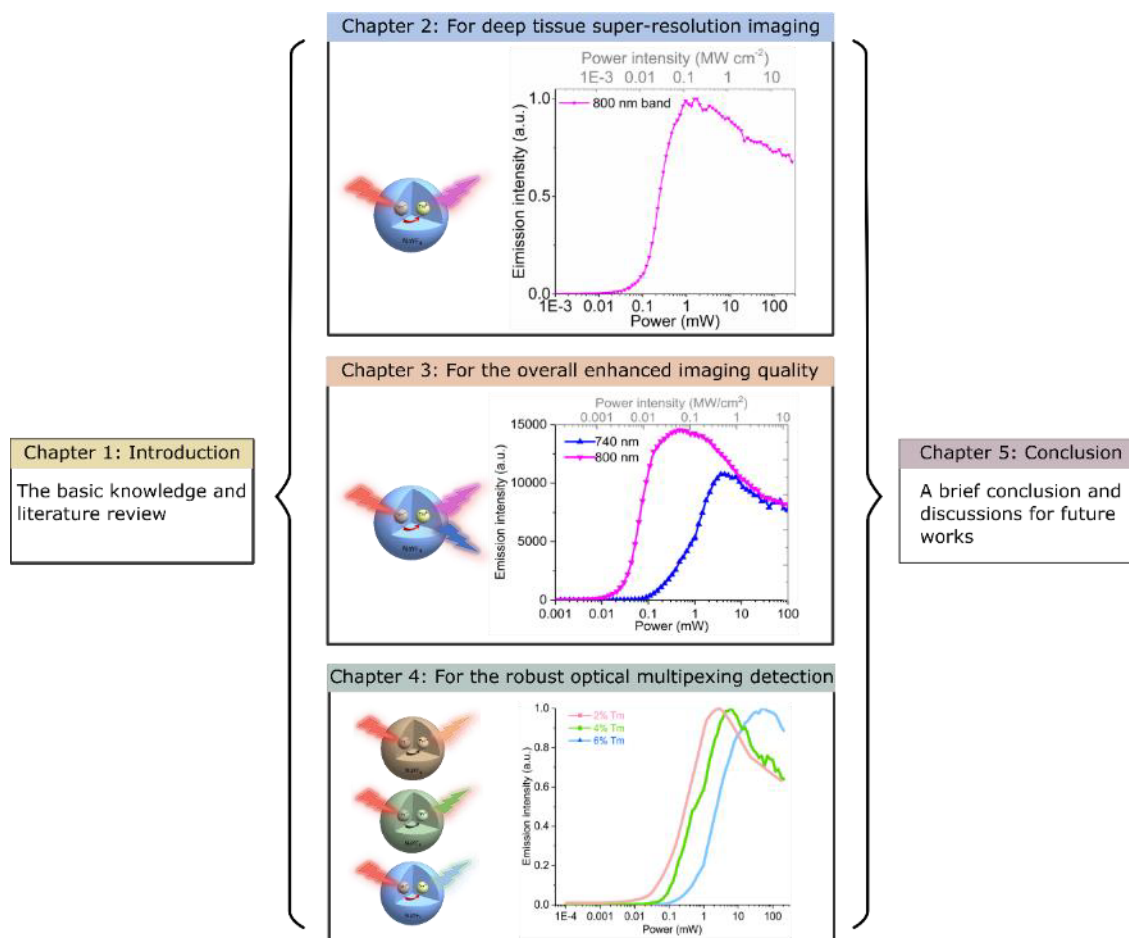 Chapter 1: Introduction
The basic knowledge and
literature review
Chapter 2: For deep tissue super-resolution imaging
Power intensity (MW cm-2)
1E-3 0.01 0.1 1 10
800 nm band
Eimission intensity (a.u.)
1.0
0.5
0.0
1E-3 0.01 0.1 1 10 100
Power (mW)
Chapter 3: For the overall enhanced imaging quality
Power intensity (MW/cm2)
0.001 0.01 0.1 1 10
740 nm
800 nm
Emission intensity (a.u.)
15000
10000
5000
0
0.001 0.01 0.1 1 10 100
Power (mW)
Chapter 4: For the robust optical multipexing detection
2% Tm
4% Tm
6% Tm
Emission intensity (a.u.)
1.0
0.8
0.6
0.4
0.2
0.0
1E-4 0.001 0.01 0.1 1 10 100
Power (mW)
Chapter 5: Conclusion
A brief conclusion and
discussions for future
works